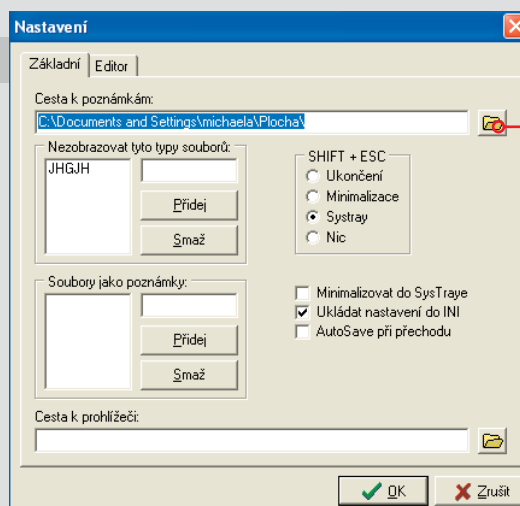 Nastavení
Základní Editor
Cesta k poznámkám:
C:\Documents and Settings\michaela\Plocha\
Nezobrazovat tyto typy souborů:
JHGJH
Přidej
Smaž
SHIFT + ESC
Ukončení
Minimalizace
Systray
Nic
Soubory jako poznámky:
Přidej
Smaž
Minimalizovat do SysTraye
Ukládat nastavení do INI
AutoSave při přechodu
Cesta k prohlížeči:
OK Zrušit